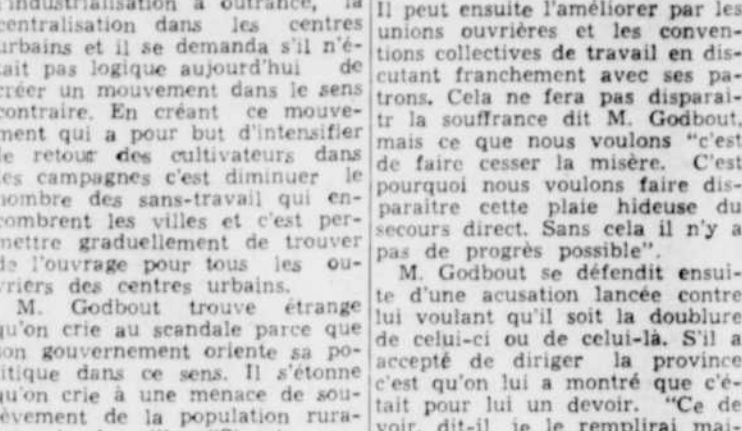 l'industrialisation à outrance, la
centralisation dans les centres
urbains et il se demanda s'il n'é-
tait pas logique aujourd'hui de
créer un mouvement dans le sens
contraire. En créant ce mouve-
ment qui a pour but d'intensifier
le retour des cultivateurs dans
les campagnes c'est diminuer le
nombre des sans-travail qui en-
combrent les villes et c'est per-
mettre graduellement de trouver
de l'ouvrage pour tous les ou-
vriers des centres urbains.
M. Godbout trouve étrange
qu'on crie au scandale parce que
son gouvernement oriente sa po-
litique dans ce sens. Il s'étonne
qu'on crie à une menace de sou-
lèvement de la population rura-
Il peut ensuite l'améliorer par les
unions ouvrières et les conven-
tions collectives de travail en dis-
cutant franchement avec ses pa-
trons. Cela ne fera pas disparai-
tr la souffrance dit M. Godbout,
mais ce que nous voulons "c'est
de faire cesser la misère. C'est
pourquoi nous voulons faire dis-
paraitre cette plaie hideuse du
secours direct. Sans cela il n'y a
pas de progrès possible".
M. Godbout se défendit ensui-
te d'une acusation lancée contre
lui voulant qu'il soit la doublure
de celui-ci ou de celui-là. S'il a
accepté de diriger la province
c'est qu'on lui a montré que c'é-
tait pour lui un devoir. "Ce de
voir, dit-il je le remplirai mai-